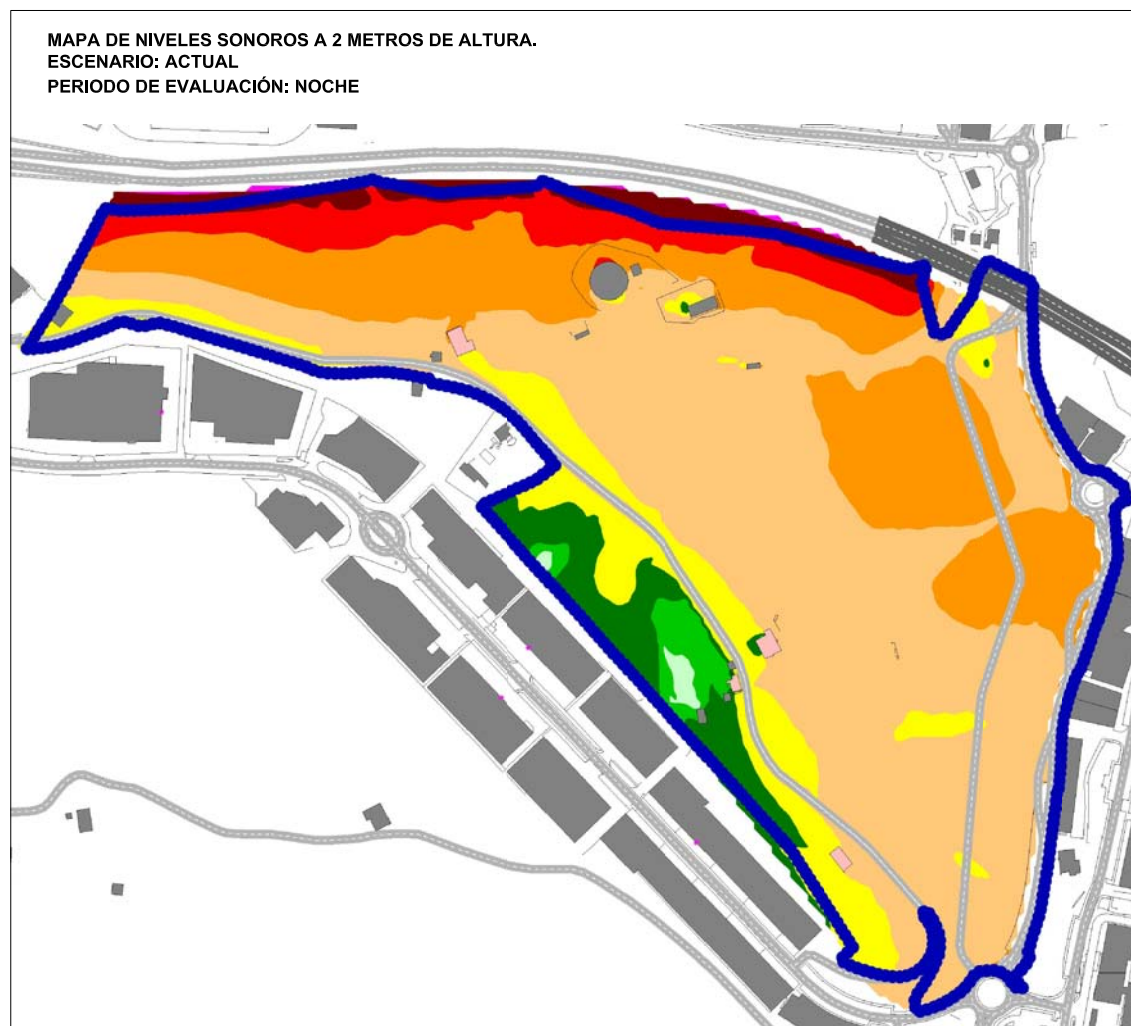 MAPA DE NIVELES SONOROS A 2 METROS DE ALTURA.
ESCENARIO: ACTUAL
PERIODO DE EVALUACIÓN: NOCHE